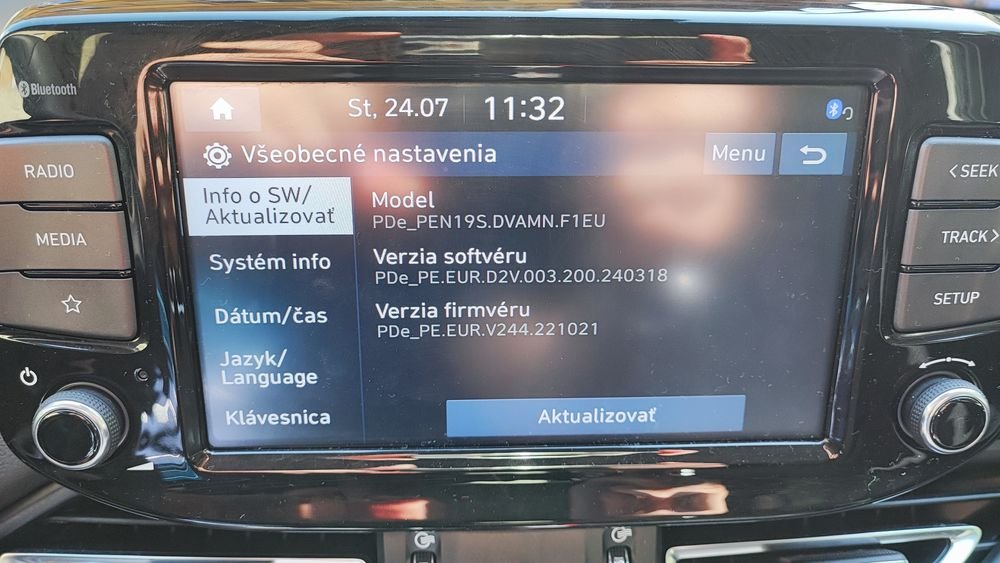 Bluetooth
St, 24.07
11:32
Všeobecné nastavenia
Menu
RADIO
MEDIA
Info o SW/
Aktualizovať
Systém info
Dátum/čas
Jazyk/
Language
Klávesnica
Model
PDe_PEN19S.DVAMN.F1EU
Verzia softvéru
PDe_PE.EUR.D2V.003.200.240318
Verzia firmvéru
PDe_PE.EUR.V244.221021
Aktualizovať
< SEEK
TRACK >
SETUP